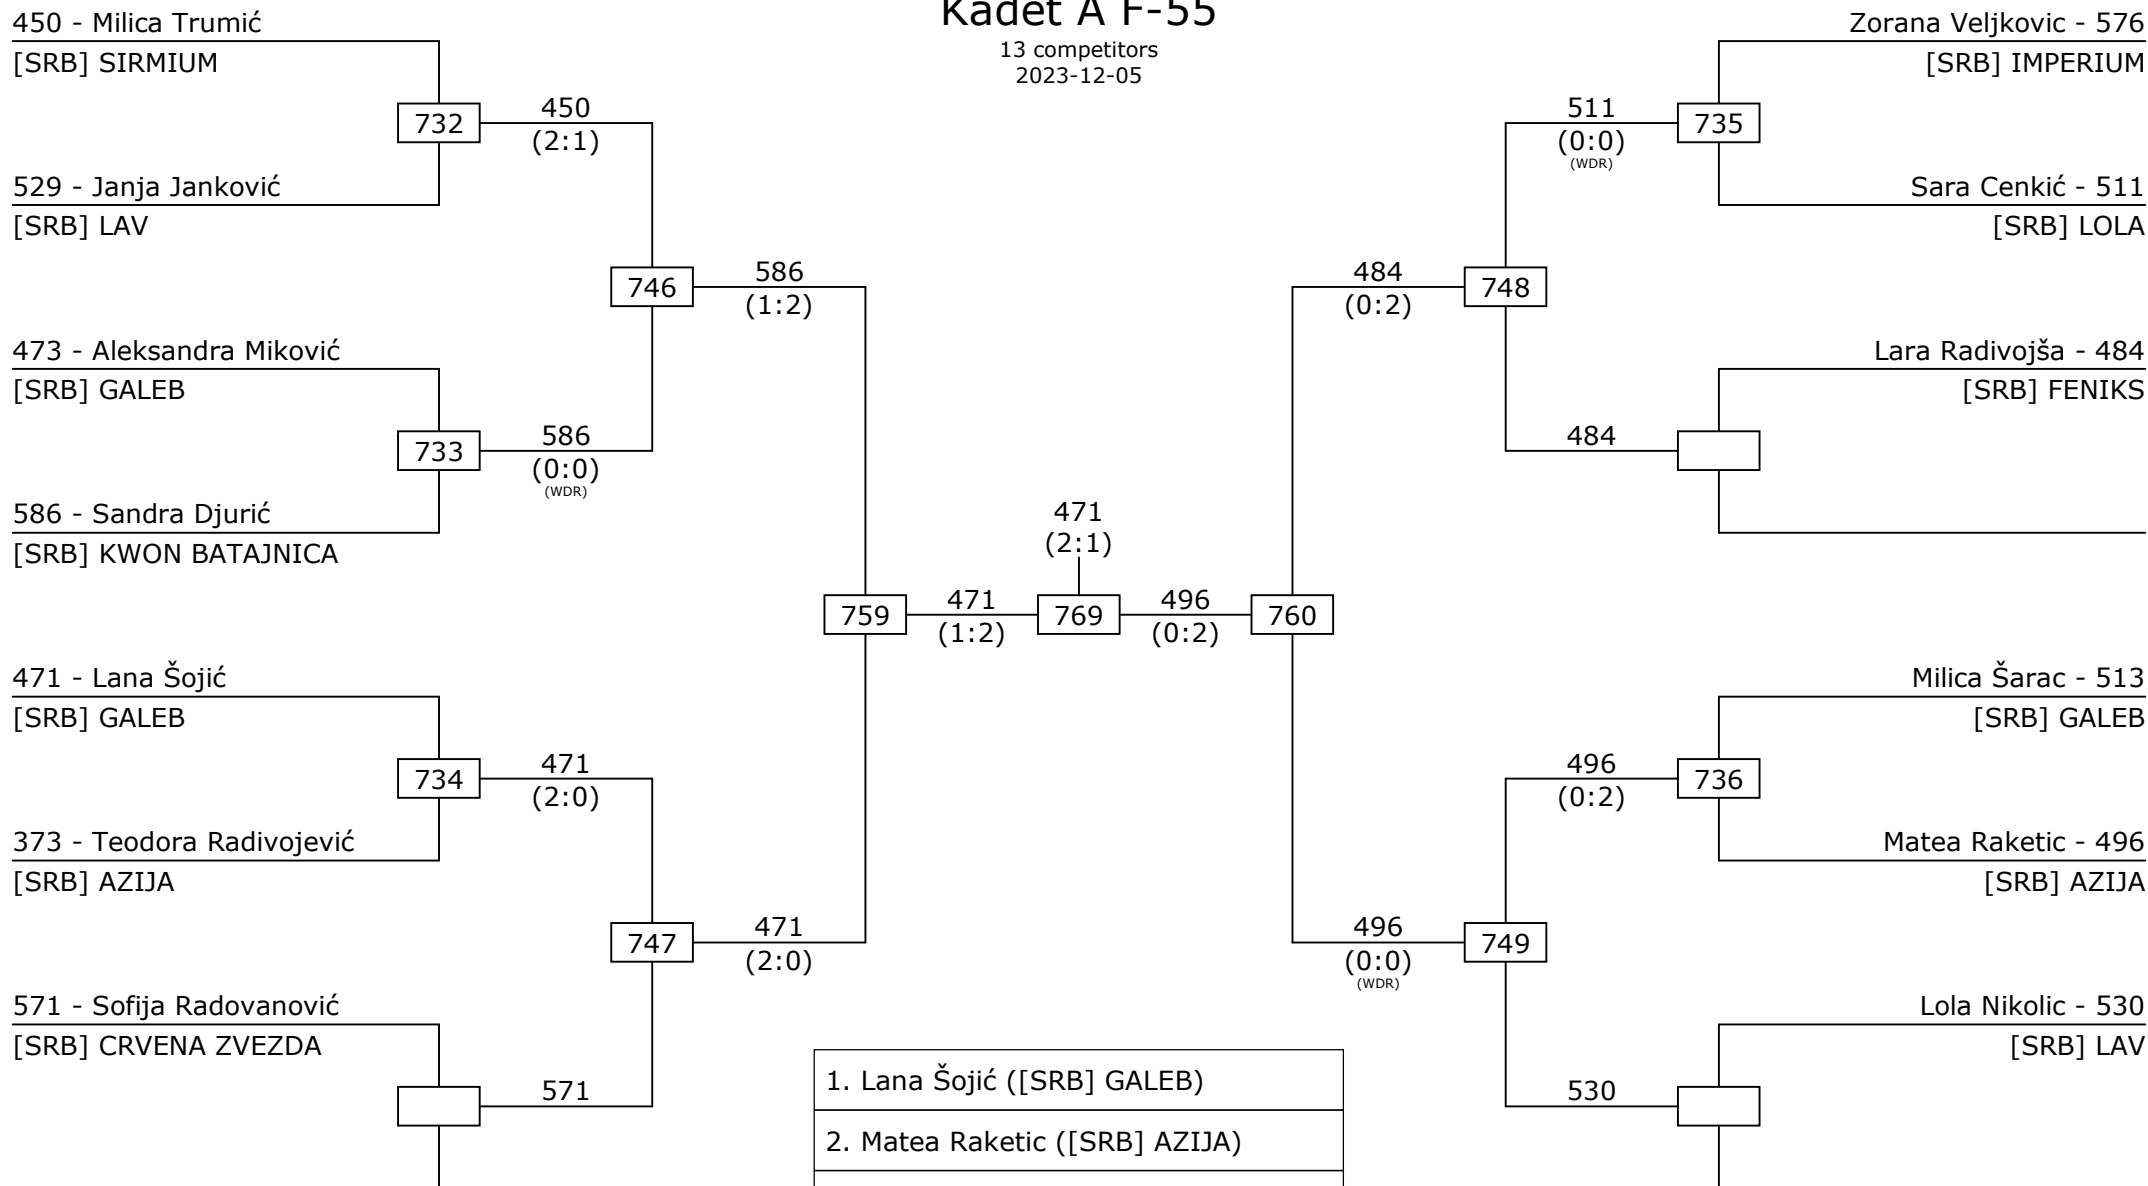 Kadet A F-55
13 competitors
2023-12-05
450 - Milica Trumić
[SRB] SIRMIUM
732
450
(2:1)
529 - Janja Janković
[SRB] LAV
746
586
(1:2)
473 - Aleksandra Miković
[SRB] GALEB
733
586
(0:0)
(WDR)
586 - Sandra Djurić
[SRB] KWON BATAJNICA
759
471
(1:2)
471 - Lana Šojić
[SRB] GALEB
734
471
(2:0)
373 - Teodora Radivojević
[SRB] AZIJA
747
471
(2:0)
571 - Sofija Radovanović
[SRB] CRVENA ZVEZDA
571
471
(2:1)
769
Zorana Veljkovic - 576
[SRB] IMPERIUM
511
(0:0)
(WDR)
735
Sara Cenkić - 511
[SRB] LOLA
484
(0:2)
748
Lara Radivojša - 484
[SRB] FENIKS
484
496
(0:2)
760
Milica Šarac - 513
[SRB] GALEB
496
(0:2)
736
Matea Raketic - 496
[SRB] AZIJA
496
(0:0)
(WDR)
749
Lola Nikolic - 530
[SRB] LAV
530
1. Lana Šojić ([SRB] GALEB)
2. Matea Raketic ([SRB] AZIJA)